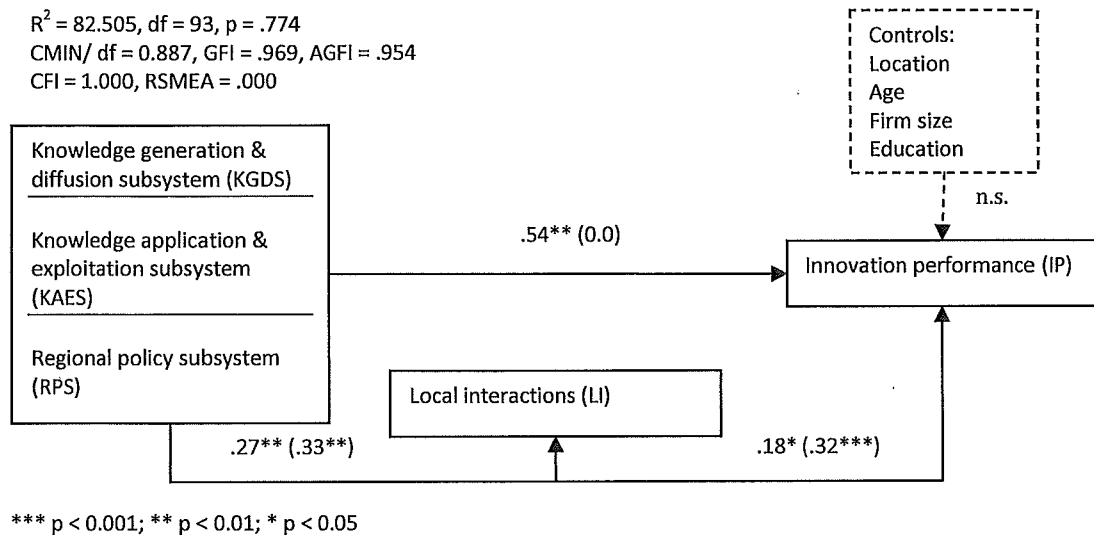 R² = 82.505, df = 93, p = .774
CMIN/ df = 0.887, GFI = .969, AGFI = .954
CFI = 1.000, RSMEA = .000
Controls:
Location
Age
Firm size
Education
n.s.
Knowledge generation &
diffusion subsystem (KGDS)
Knowledge application &
exploitation subsystem
(KAES)
Regional policy subsystem
(RPS)
.54** (0.0)
Innovation performance (IP)
Local interactions (LI)
.27** (.33**)
.18* (.32***)
*** p < 0.001; ** p < 0.01; * p < 0.05